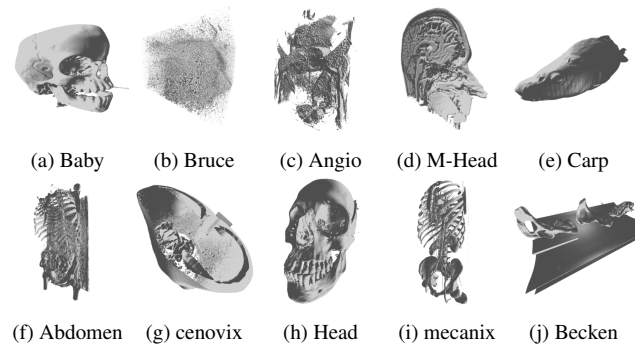 (a) Baby (b) Bruce (c) Angio (d) M-Head (e) Carp
(f) Abdomen (g) cenovix (h) Head (i) mecanix (j) Becken